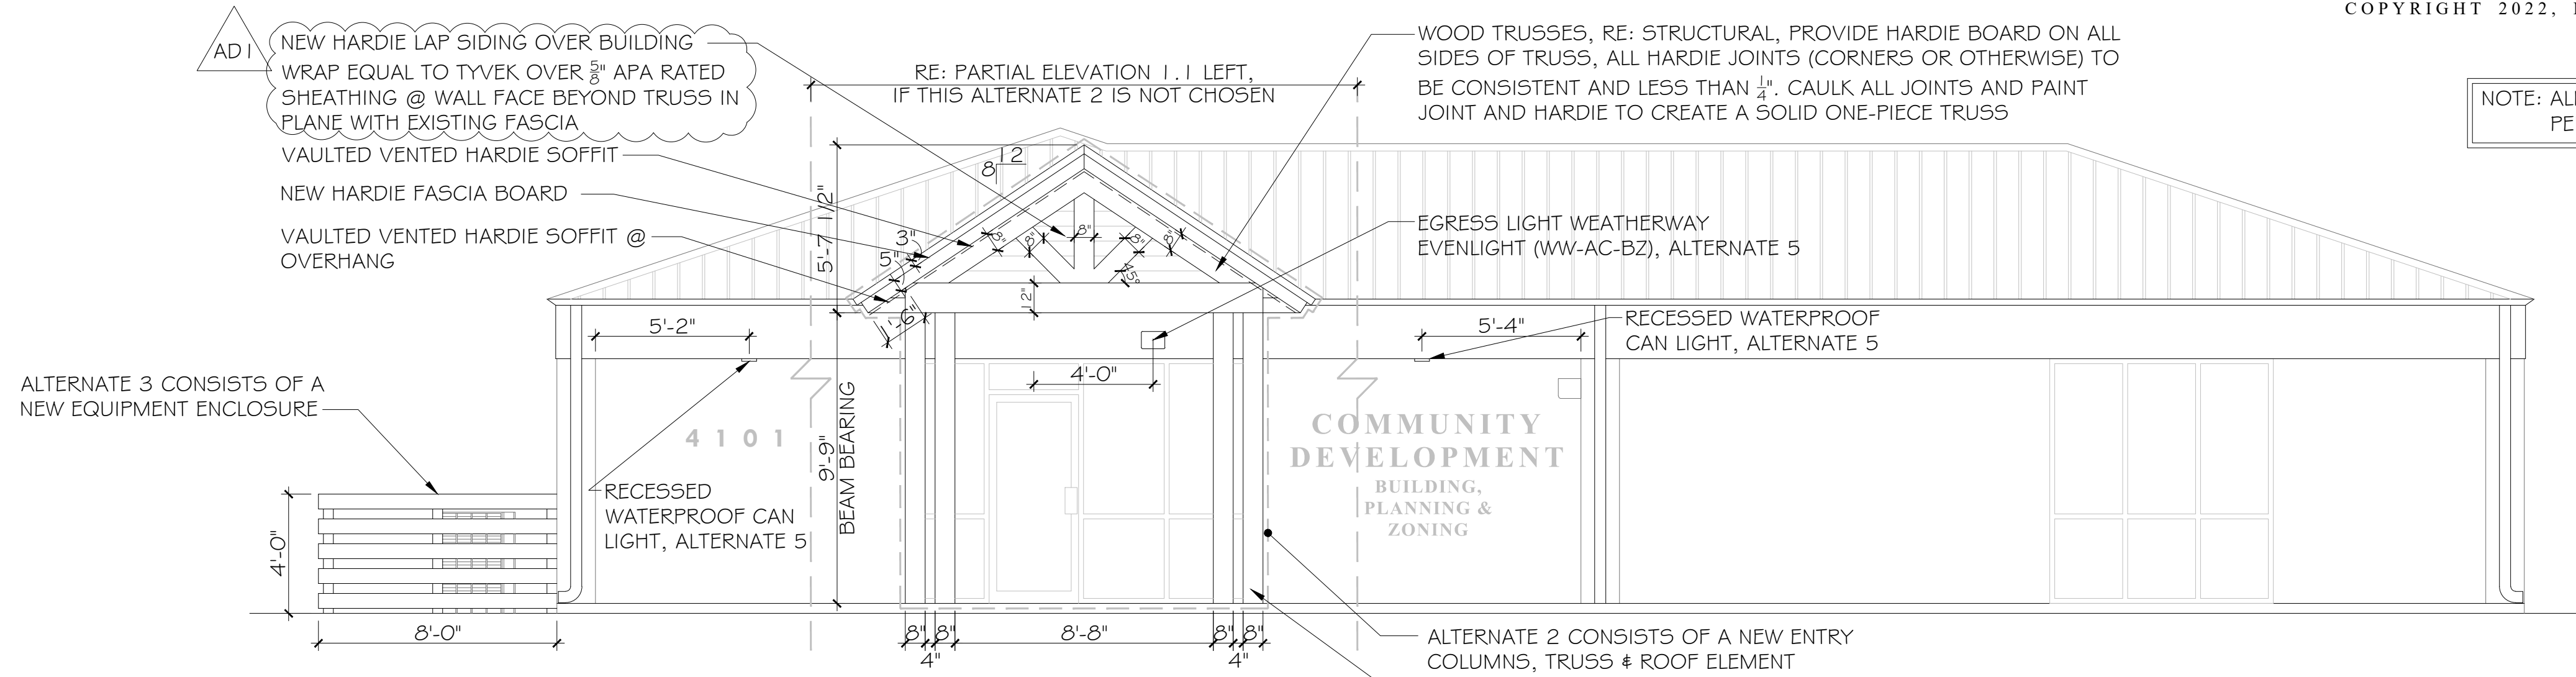 COPYRIGHT 2022,
AD1
NEW HARDIE LAP SIDING OVER BUILDING
WRAP EQUAL TO TYVEK OVER 5/8" APA RATED
SHEATHING @ WALL FACE BEYOND TRUSS IN
PLANE WITH EXISTING FASCIA
VAULTED VENTED HARDIE SOFFIT
NEW HARDIE FASCIA BOARD
VAULTED VENTED HARDIE SOFFIT @
OVERHANG
RE: PARTIAL ELEVATION 1.1 LEFT,
IF THIS ALTERNATE 2 IS NOT CHOSEN
WOOD TRUSSES, RE: STRUCTURAL, PROVIDE HARDIE BOARD ON ALL
SIDES OF TRUSS, ALL HARDIE JOINTS (CORNERS OR OTHERWISE) TO
BE CONSISTENT AND LESS THAN 1/4". CAULK ALL JOINTS AND PAINT
JOINT AND HARDIE TO CREATE A SOLID ONE-PIECE TRUSS
NOTE:
12
8
5'-7 1/2"
3"
5"
1'-6"
8"
8"
8"
8"
8"
45°
12"
EGRESS LIGHT WEATHERWAY
EVENLIGHT (WW-AC-BZ), ALTERNATE 5
5'-2"
5'-4"
RECESSED WATERPROOF
CAN LIGHT, ALTERNATE 5
4'-0"
ALTERNATE 3 CONSISTS OF A
NEW EQUIPMENT ENCLOSURE
4101
9'-9"
BEAM BEARING
COMMUNITY
DEVELOPMENT
BUILDING,
PLANNING &
ZONING
RECESSED
WATERPROOF CAN
LIGHT, ALTERNATE 5
4'-0"
8'-0"
8"
8"
8'-8"
8"
8"
4"
4"
ALTERNATE 2 CONSISTS OF A NEW ENTRY
COLUMNS, TRUSS & ROOF ELEMENT